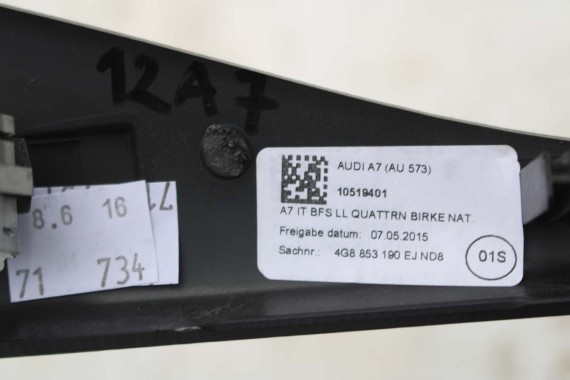 12A7
AUDI A7 (AU 573)
10519401
A7 IT BFS LL QUATTRN BIRKE NAT.
Freigabe datum: 07.05.2015
Sachnr.: 4G8 853 190 EJ ND8
01S
8.6 16
71 734